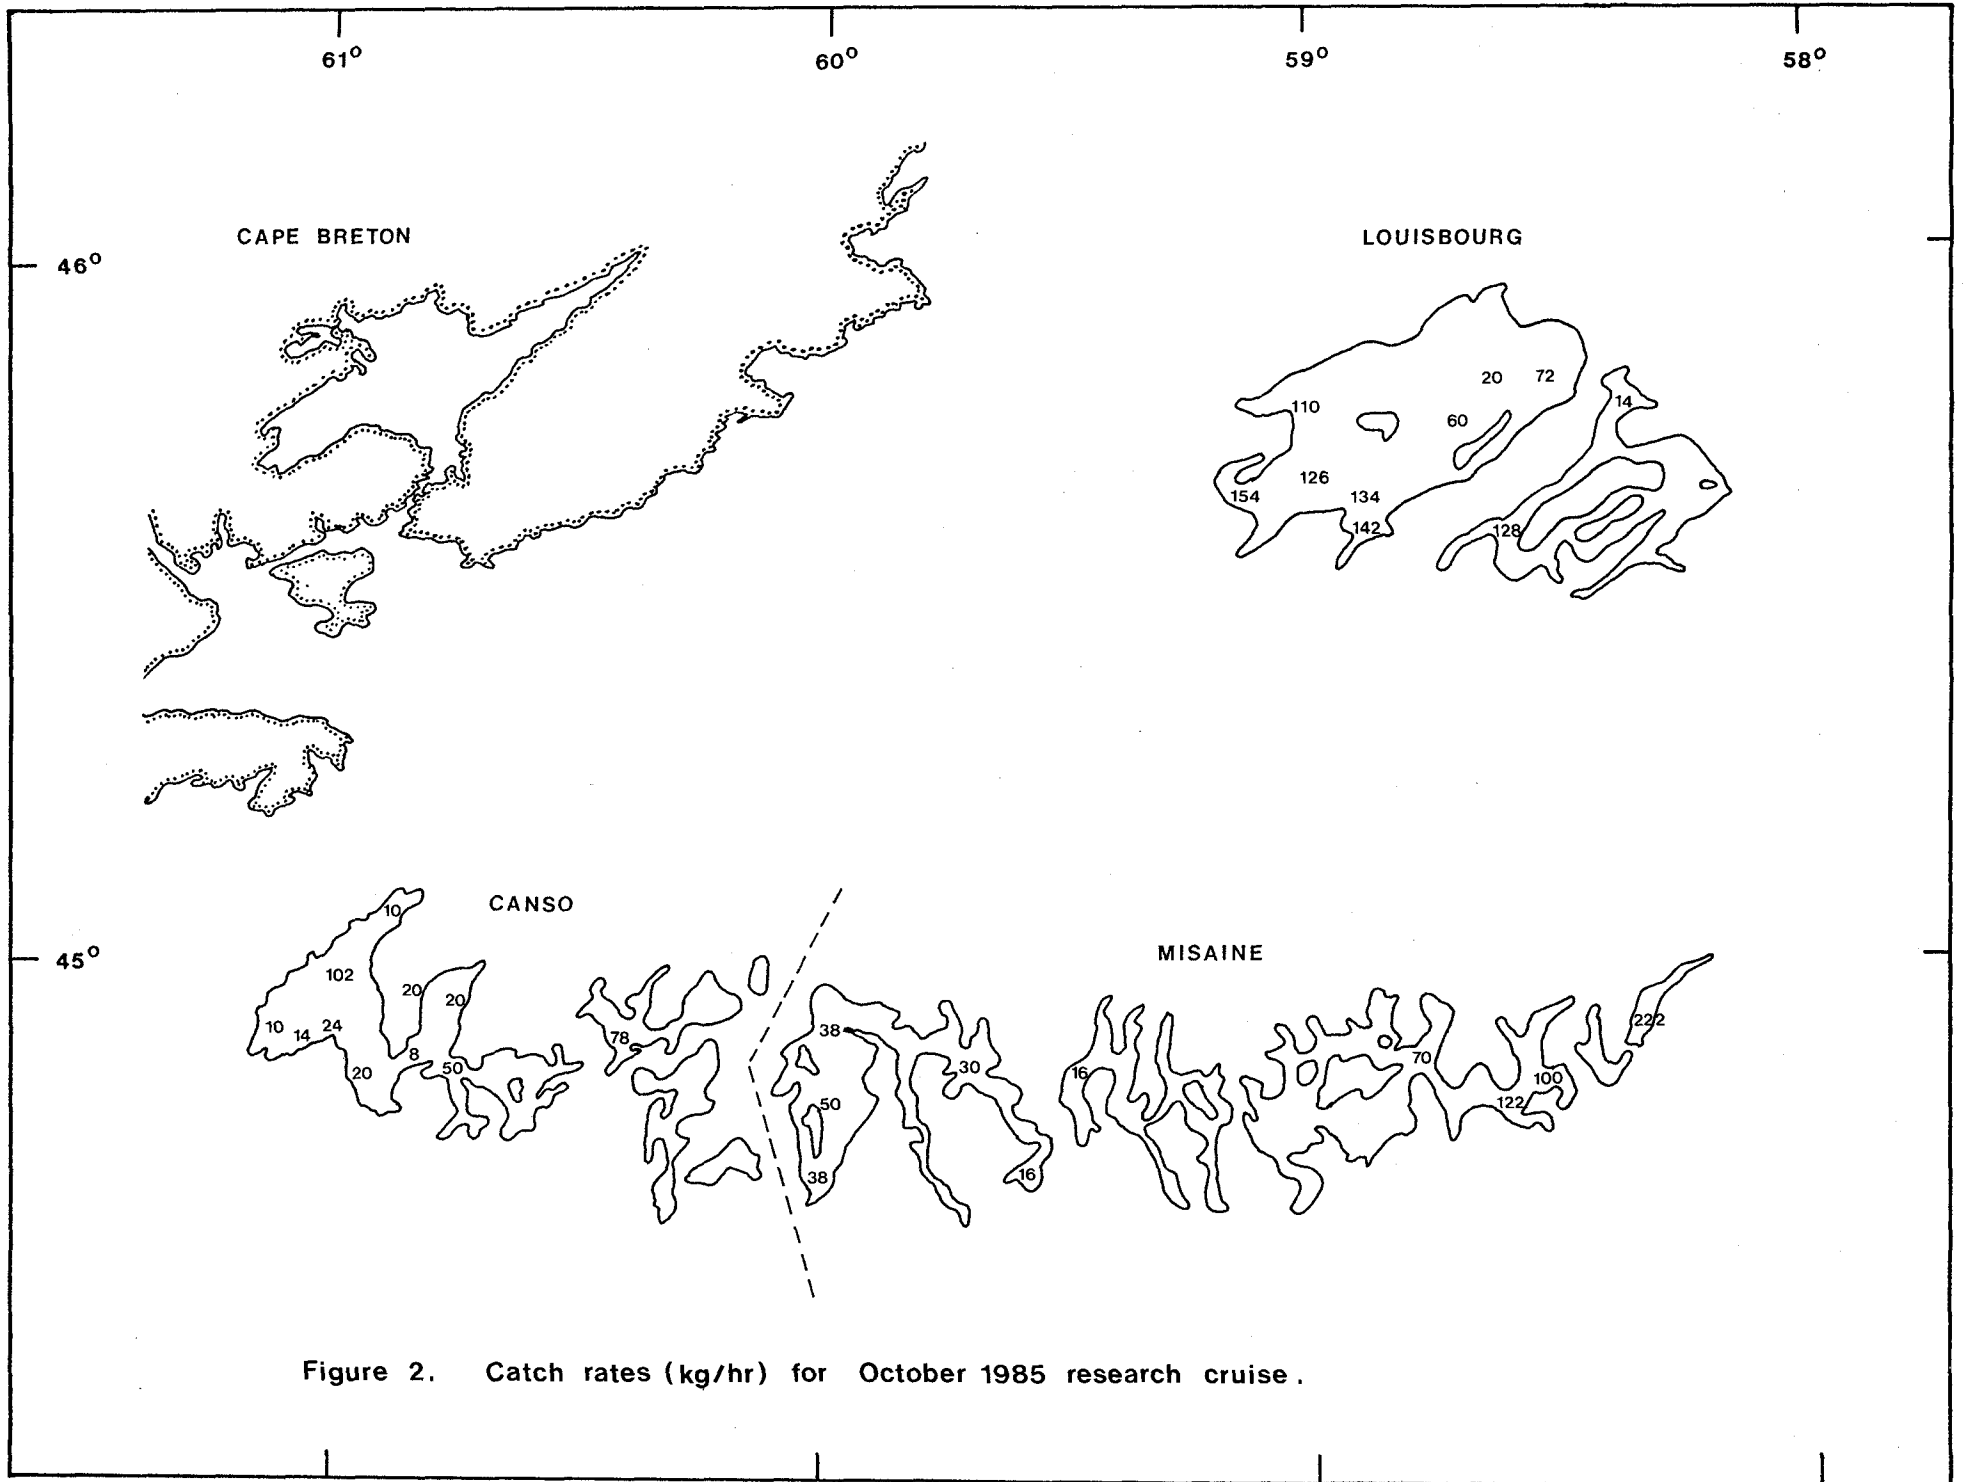 61° 60° 59° 58°
CAPE BRETON LOUISBOURG
46°
20 72
110 14
60
126
154 134
142 128
CANSO
10
MISAINE
45°
102
20 20
10 14 24 78 38 222
8 70
20 50 30 16 100
50 122
38 16
Figure 2. Catch rates (kg/hr) for October 1985 research cruise.